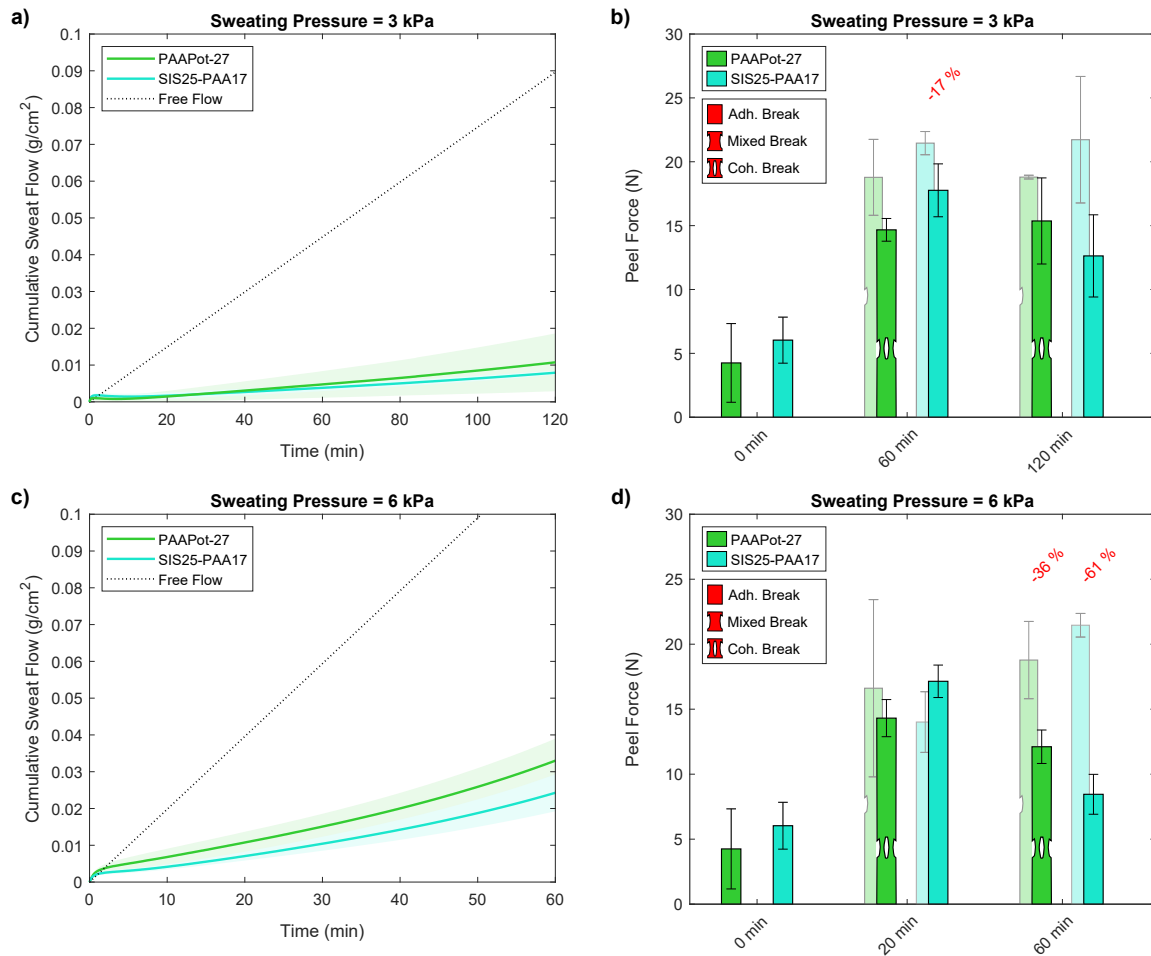 a)
Sweating Pressure = 3 kPa
0.1
0.09
0.08
0.07
0.06
0.05
0.04
0.03
0.02
0.01
0
Cumulative Sweat Flow (g/cm²)
PAAPot-27
SIS25-PAA17
Free Flow
0 20 40 60 80 100 120
Time (min)
b)
Sweating Pressure = 3 kPa
30
25
20
15
10
5
0
Peel Force (N)
PAAPot-27
SIS25-PAA17
Adh. Break
Mixed Break
Coh. Break
-17 %
0 min 60 min 120 min
c)
Sweating Pressure = 6 kPa
0.1
0.09
0.08
0.07
0.06
0.05
0.04
0.03
0.02
0.01
0
Cumulative Sweat Flow (g/cm²)
PAAPot-27
SIS25-PAA17
Free Flow
0 10 20 30 40 50 60
Time (min)
d)
Sweating Pressure = 6 kPa
30
25
20
15
10
5
0
Peel Force (N)
PAAPot-27
SIS25-PAA17
Adh. Break
Mixed Break
Coh. Break
-36 % -61 %
0 min 20 min 60 min